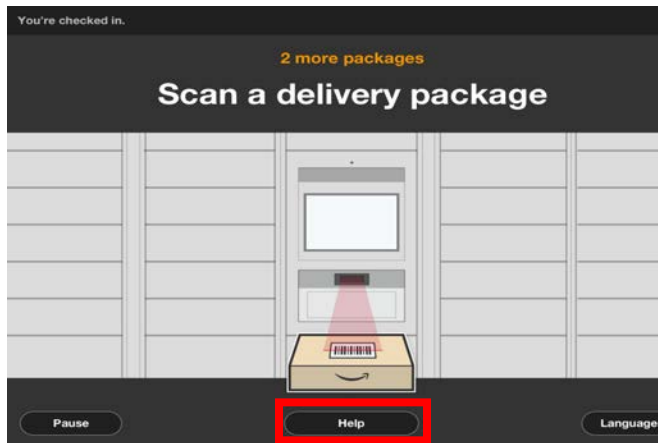 You're checked in.
2 more packages
Scan a delivery package
Pause
Help
Language